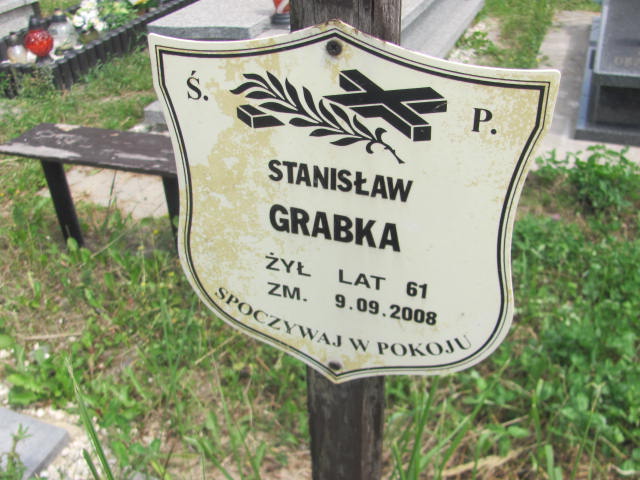 Ś. P.
STANISŁAW
GRABKA
ŻYŁ LAT 61
ZM. 9.09.2008
SPOCZYWAJ W POKOJU